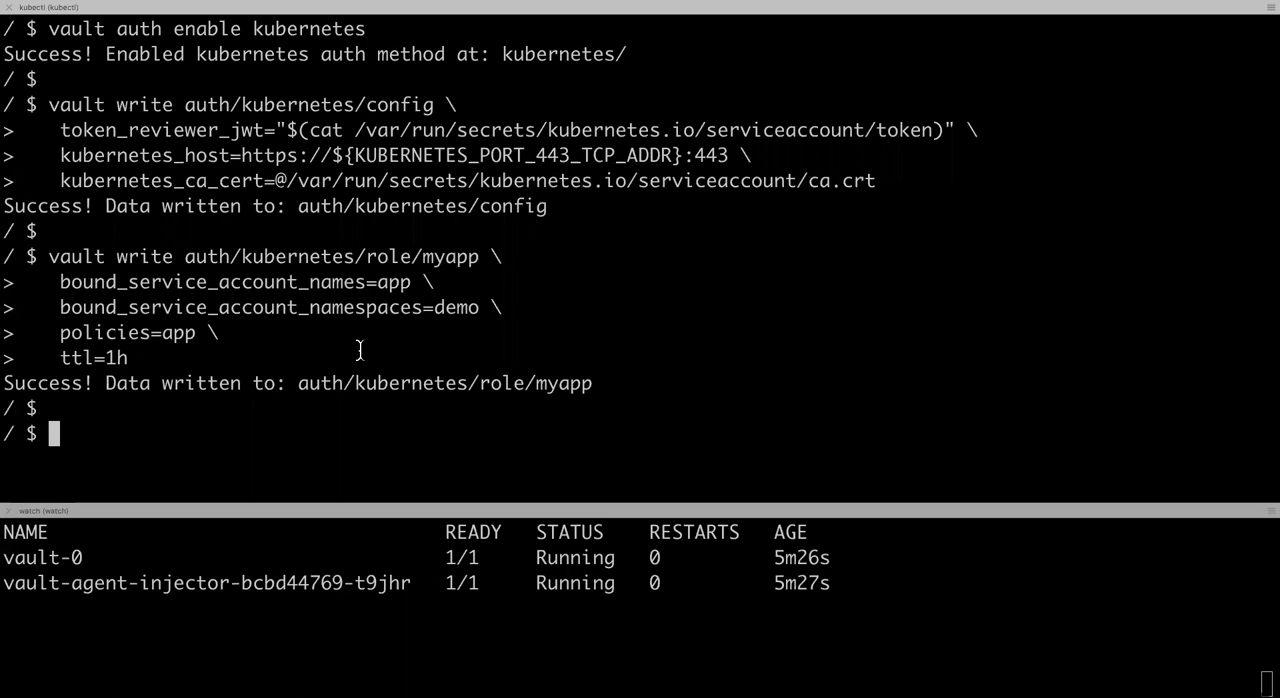 kubectl (kubectl)
/ $ vault auth enable kubernetes
Success! Enabled kubernetes auth method at: kubernetes/
/ $
/ $ vault write auth/kubernetes/config \
>    token_reviewer_jwt="$(cat /var/run/secrets/kubernetes.io/serviceaccount/token)" \
>    kubernetes_host=https://${KUBERNETES_PORT_443_TCP_ADDR}:443 \
>    kubernetes_ca_cert=@/var/run/secrets/kubernetes.io/serviceaccount/ca.crt
Success! Data written to: auth/kubernetes/config
/ $
/ $ vault write auth/kubernetes/role/myapp \
>    bound_service_account_names=app \
>    bound_service_account_namespaces=demo \
>    policies=app \
>    ttl=1h
Success! Data written to: auth/kubernetes/role/myapp
/ $
/ $
watch (watch)
NAME READY STATUS RESTARTS AGE
vault-0 1/1 Running 0 5m26s
vault-agent-injector-bcbd44769-t9jhr 1/1 Running 0 5m27s